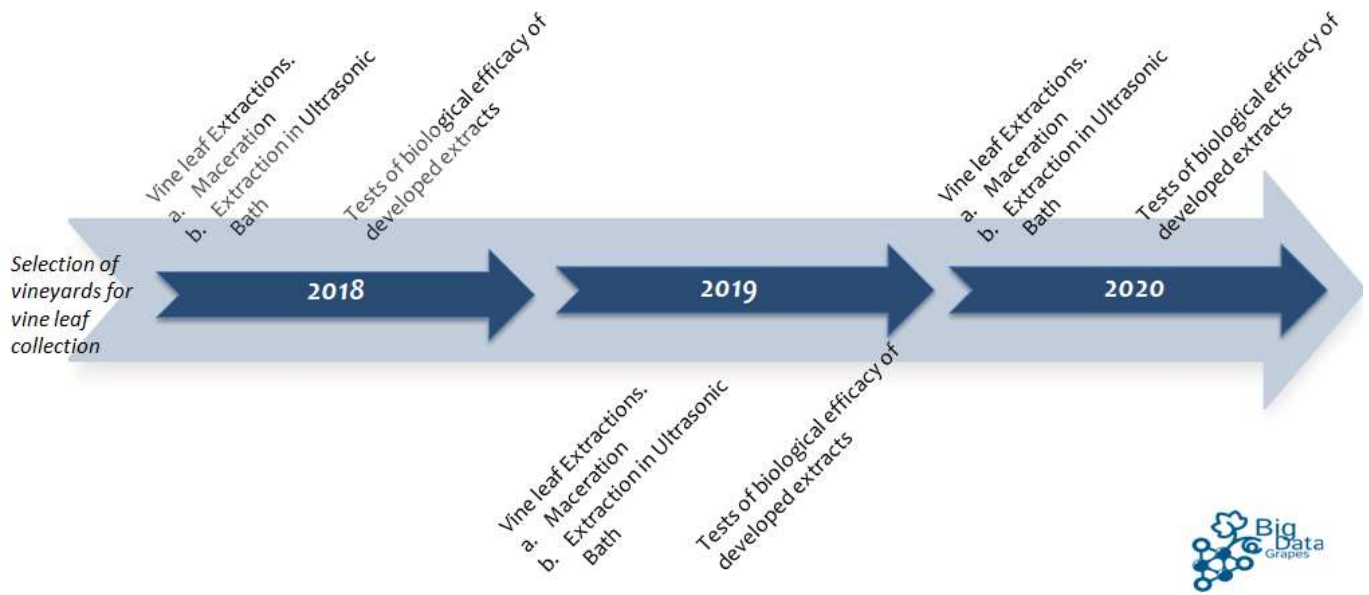 Selection of
vineyards for
vine leaf
collection
Vine leaf Extractions.
a. Maceration
b. Extraction in Ultrasonic
Bath
Tests of biological efficacy of
developed extracts
2018
2019
Vine leaf Extractions.
a. Maceration
b. Extraction in Ultrasonic
Bath
Tests of biological efficacy of
developed extracts
Vine leaf Extractions.
a. Maceration
b. Extraction in Ultrasonic
Bath
Tests of biological efficacy of
developed extracts
2020
Big
Data
Grapes